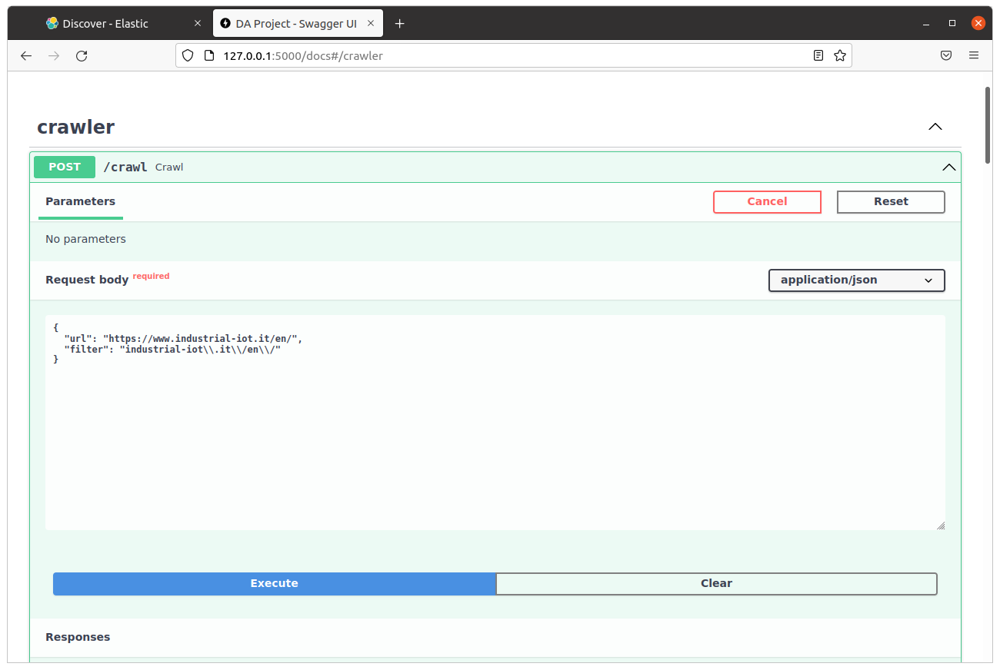 Discover - Elastic
DA Project - Swagger UI
127.0.0.1:5000/docs#/crawler
crawler
POST /crawl Crawl
Parameters Cancel Reset
No parameters
Request body required application/json
{
  "url": "https://www.industrial-iot.it/en/",
  "filter": "industrial-iot\\.it\\/en\\/"
}
Execute Clear
Responses